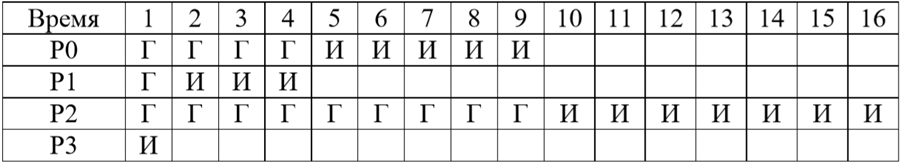 Время 1 2 3 4 5 6 7 8 9 10 11 12 13 14 15 16
P0 Г Г Г Г И И И И И
P1 Г И И И
P2 Г Г Г Г Г Г Г Г Г И И И И И И И
P3 И